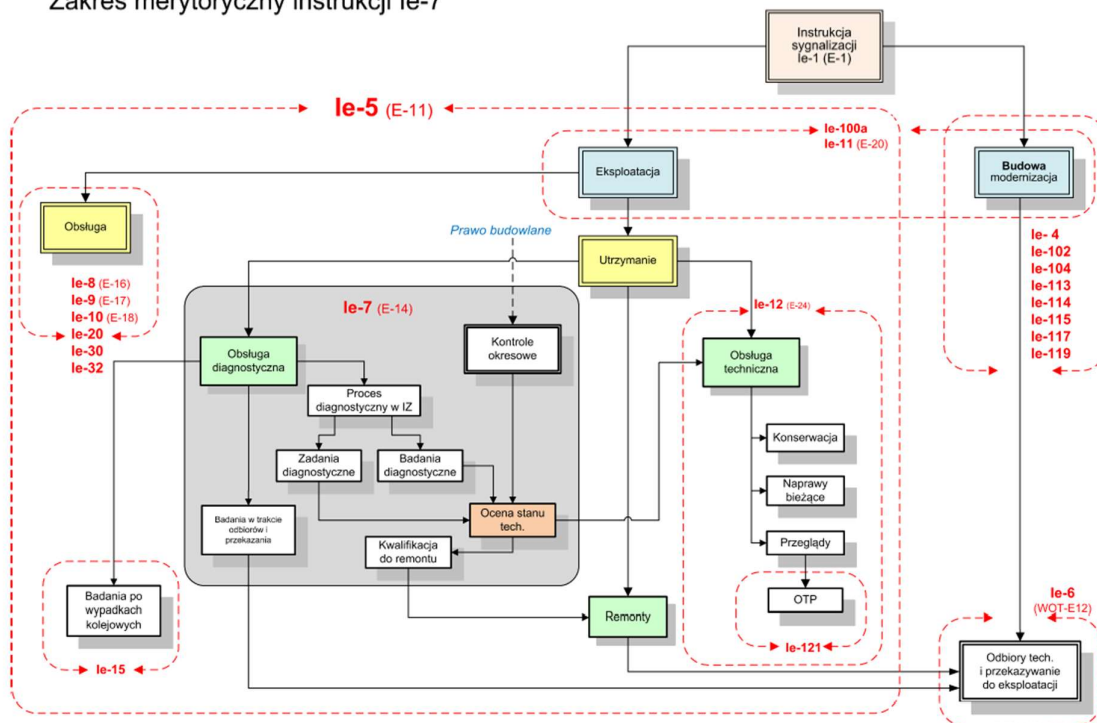 Zakres merytoryczny instrukcji Ie-7
Instrukcja
sygnalizacji
Ie-1 (E-1)
Ie-5 (E-11)
Ie-100a
Ie-11 (E-20)
Eksploatacja
Budowa
modernizacja
Obsługa
Prawo budowlane
Utrzymanie
Ie- 4
Ie-102
Ie-104
Ie-113
Ie-114
Ie-115
Ie-117
Ie-119
Ie-8 (E-16)
Ie-9 (E-17)
Ie-10 (E-18)
Ie-20
Ie-30
Ie-32
Ie-7 (E-14)
Ie-12 (E-24)
Obsługa
diagnostyczna
Kontrole
okresowe
Obsługa
techniczna
Proces
diagnostyczny w IZ
Zadania
diagnostyczne
Badania
diagnostyczne
Konserwacja
Naprawy
bieżące
Badania w trakcie
odbiorów i
przekazania
Ocena stanu
tech.
Kwalifikacja
do remontu
Przeglądy
Badania po
wypadkach
kolejowych
Remonty
OTP
Ie-6
(WOT-E12)
Ie-15
Ie-121
Odbiory tech.
i przekazywanie
do eksploatacji